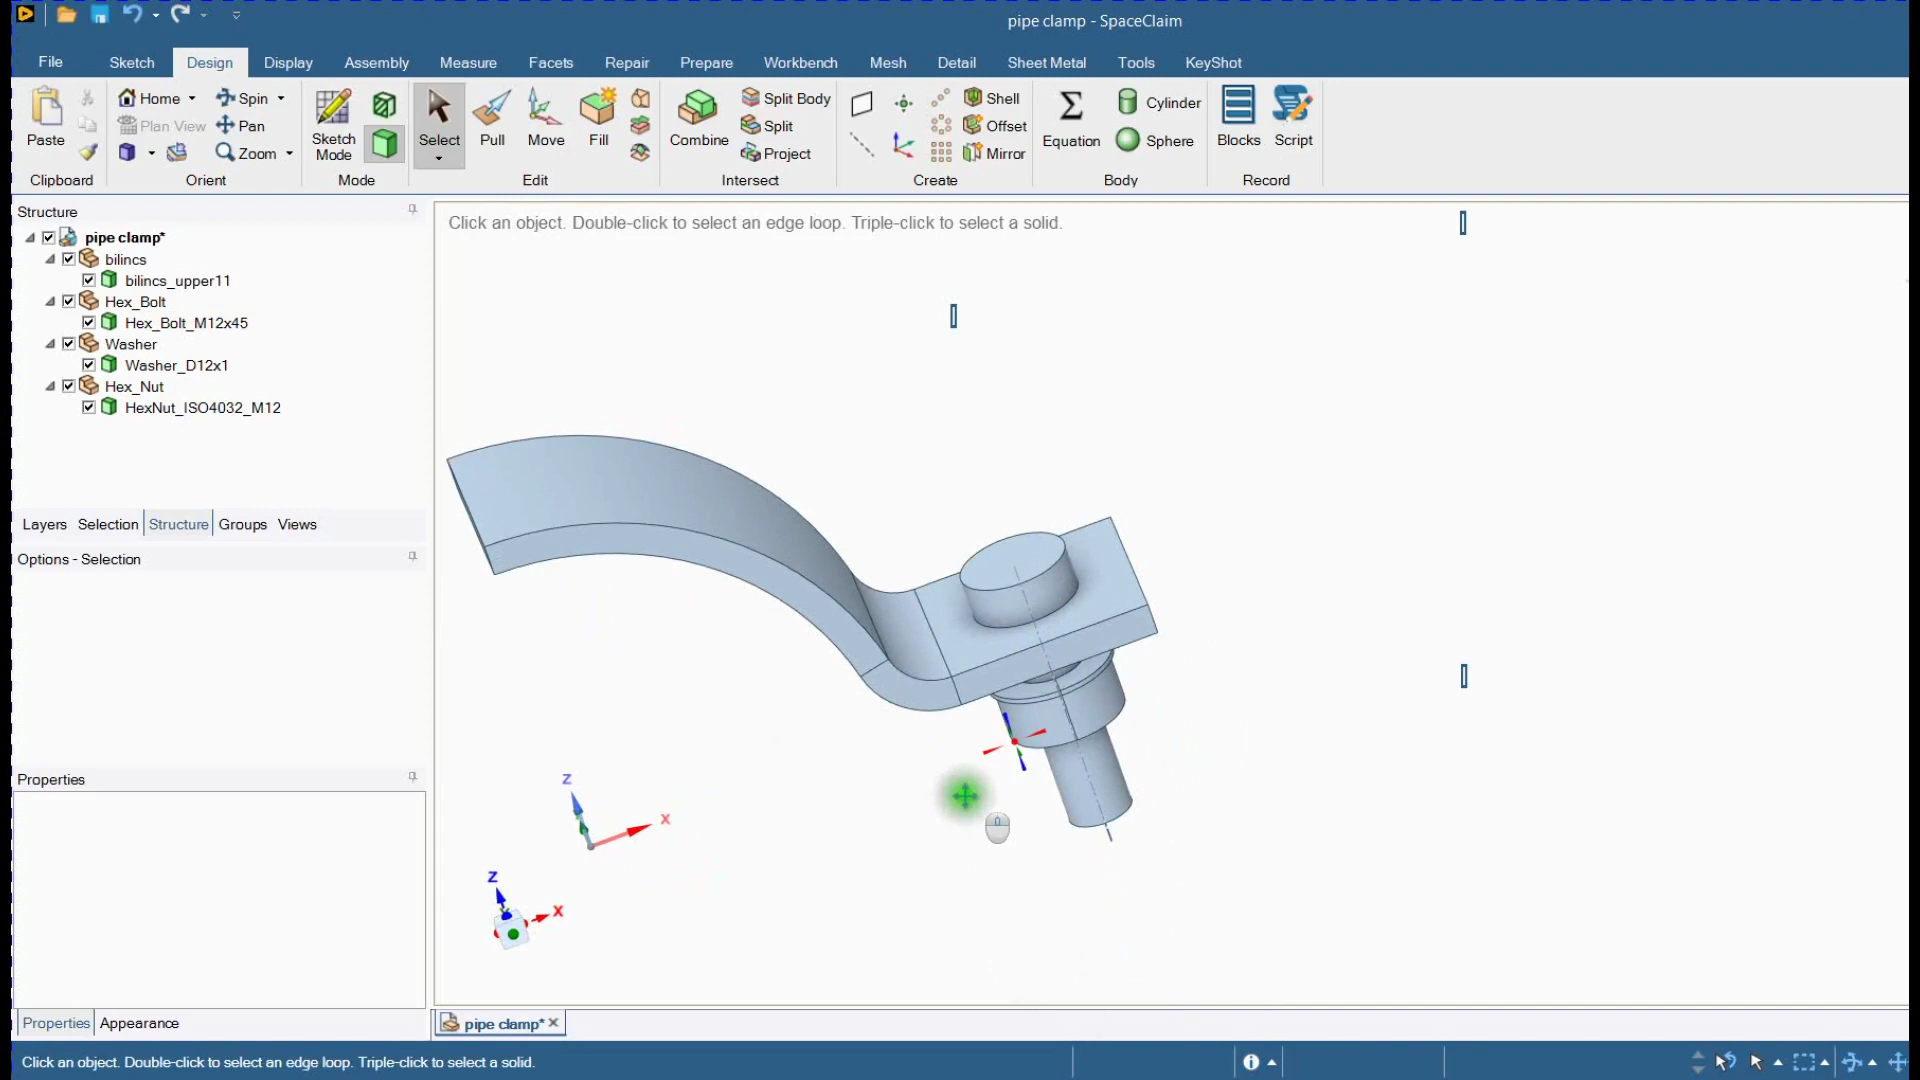 pipe clamp - SpaceClaim
File Sketch Design Display Assembly Measure Facets Repair Prepare Workbench Mesh Detail Sheet Metal Tools KeyShot
Paste
Clipboard
Home Spin
Plan View Pan
Zoom
Orient
Sketch
Mode
Mode
Select Pull Move Fill
Edit
Combine
Split Body
Split
Project
Intersect
Shell
Offset
Mirror
Create
Equation
Cylinder
Sphere
Body
Blocks Script
Record
Structure
pipe clamp*
bilincs
bilincs_upper11
Hex_Bolt
Hex_Bolt_M12x45
Washer
Washer_D12x1
Hex_Nut
HexNut_ISO4032_M12
Layers Selection Structure Groups Views
Options - Selection
Properties
Properties Appearance
Click an object. Double-click to select an edge loop. Triple-click to select a solid.
Z
X
Z
X
pipe clamp*
Click an object. Double-click to select an edge loop. Triple-click to select a solid.